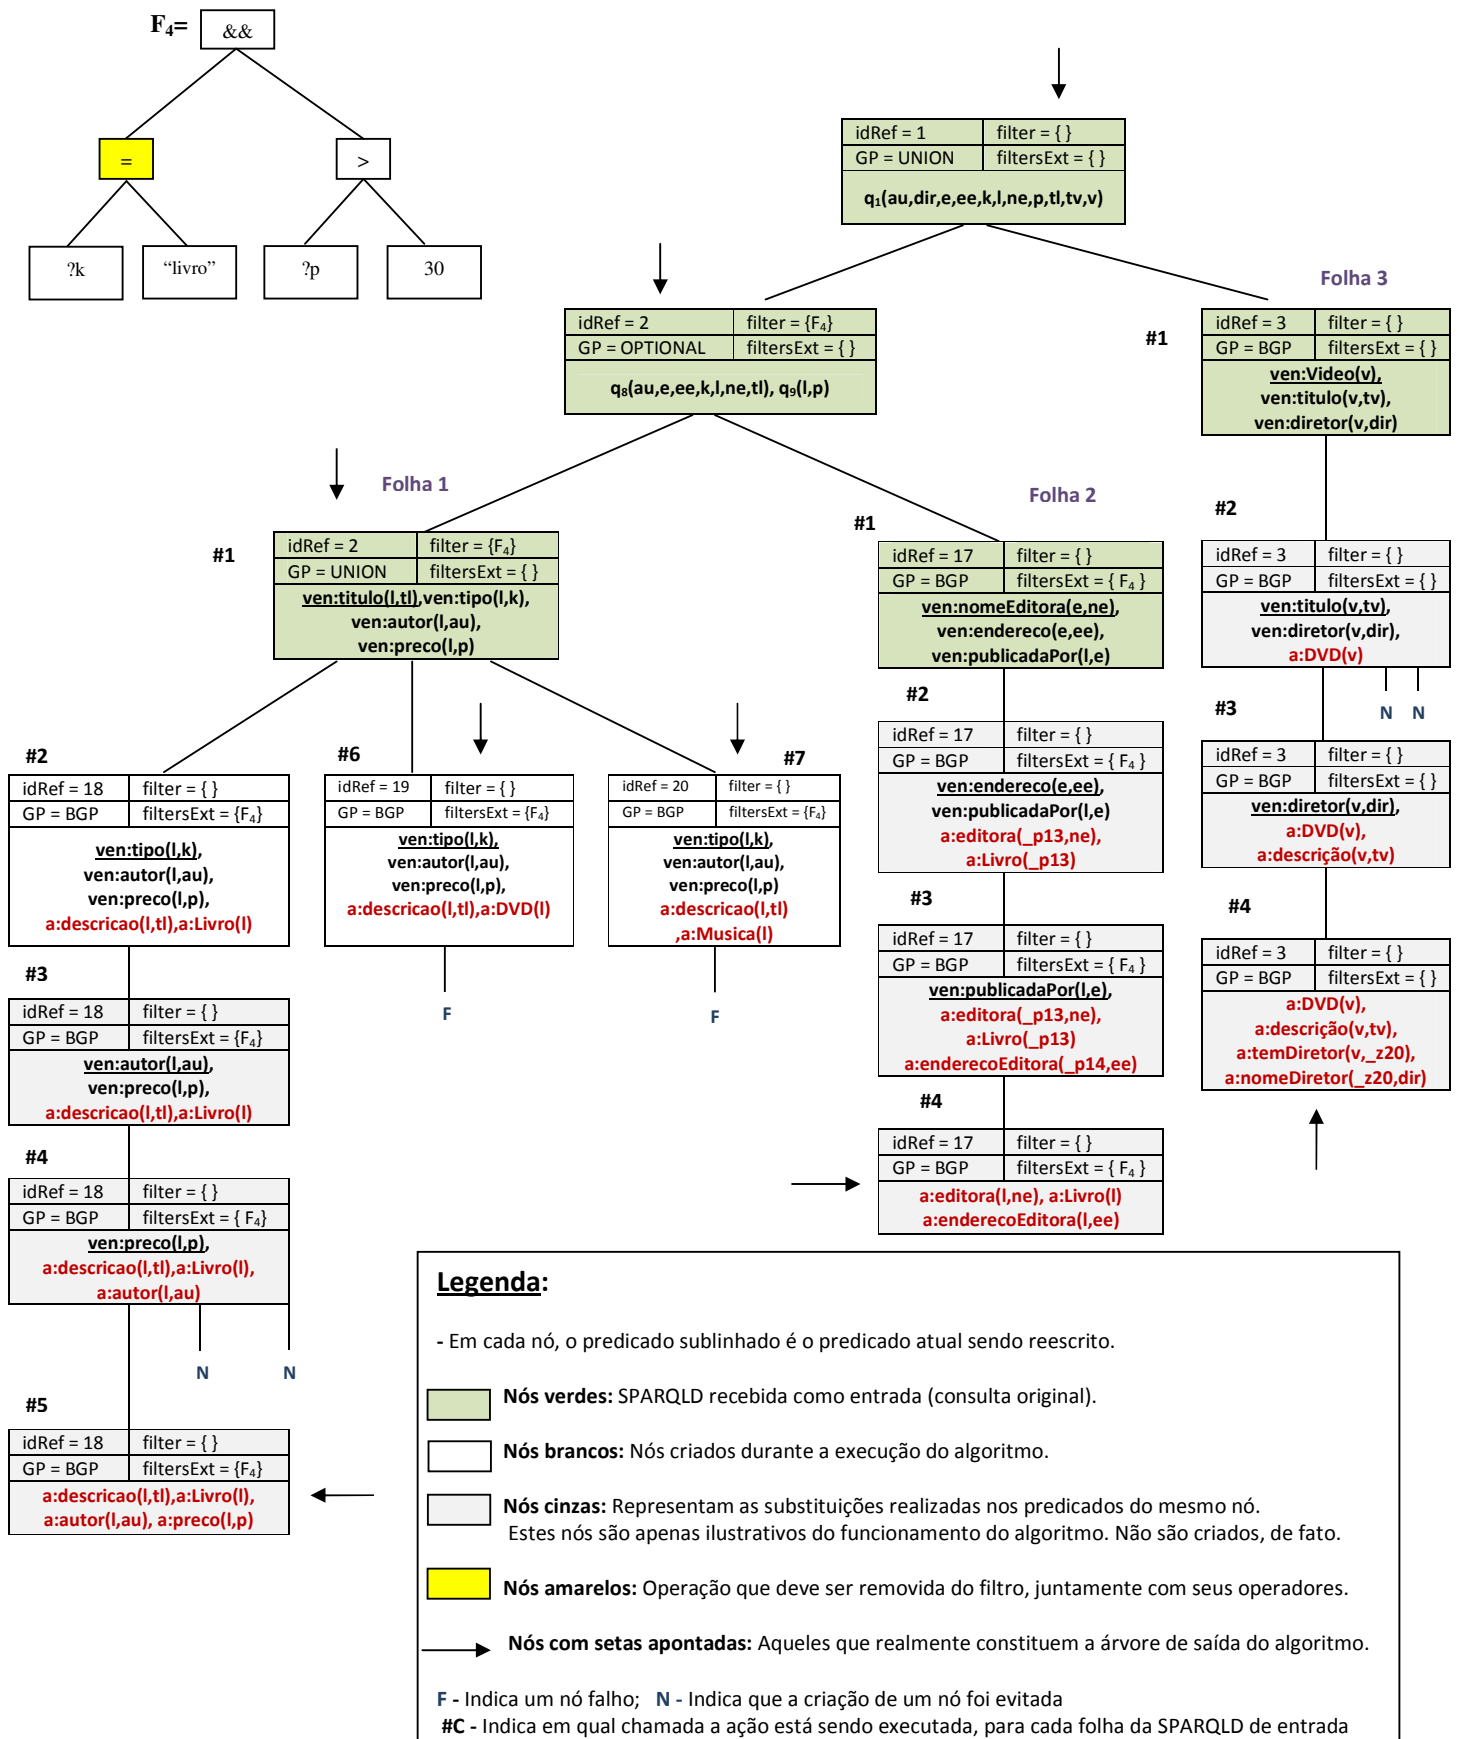 F₄=
&&
=
>
?k
“livro”
?p
30
idRef = 1 filter = { }
GP = UNION filtersExt = { }
q₁(au,dir,e,ee,k,l,ne,p,tl,tv,v)
idRef = 2 filter = {F₄}
GP = OPTIONAL filtersExt = { }
q₈(au,e,ee,k,l,ne,tl), q₉(l,p)
Folha 3
#1
idRef = 3 filter = { }
GP = BGP filtersExt = { }
ven:Video(v),
ven:titulo(v,tv),
ven:diretor(v,dir)
Folha 1
#1
idRef = 2 filter = {F₄}
GP = UNION filtersExt = { }
ven:titulo(l,tl),ven:tipo(l,k),
ven:autor(l,au),
ven:preco(l,p)
Folha 2
#1
idRef = 17 filter = { }
GP = BGP filtersExt = { F₄ }
ven:nomeEditora(e,ne),
ven:endereco(e,ee),
ven:publicadaPor(l,e)
#2
idRef = 3 filter = { }
GP = BGP filtersExt = { }
ven:titulo(v,tv),
ven:diretor(v,dir),
a:DVD(v)
N N
#2
idRef = 18 filter = { }
GP = BGP filtersExt = {F₄}
ven:tipo(l,k),
ven:autor(l,au),
ven:preco(l,p),
a:descricao(l,tl),a:Livro(l)
#6
idRef = 19 filter = { }
GP = BGP filtersExt = {F₄}
ven:tipo(l,k),
ven:autor(l,au),
ven:preco(l,p),
a:descricao(l,tl),a:DVD(l)
F
#7
idRef = 20 filter = { }
GP = BGP filtersExt = {F₄}
ven:tipo(l,k),
ven:autor(l,au),
ven:preco(l,p)
a:descricao(l,tl)
,a:Musica(l)
F
#2
idRef = 17 filter = { }
GP = BGP filtersExt = { F₄ }
ven:endereco(e,ee),
ven:publicadaPor(l,e)
a:editora(_p13,ne),
a:Livro(_p13)
#3
idRef = 3 filter = { }
GP = BGP filtersExt = { }
ven:diretor(v,dir),
a:DVD(v),
a:descrição(v,tv)
#3
idRef = 18 filter = { }
GP = BGP filtersExt = {F₄}
ven:autor(l,au),
ven:preco(l,p),
a:descricao(l,tl),a:Livro(l)
#3
idRef = 17 filter = { }
GP = BGP filtersExt = { F₄ }
ven:publicadaPor(l,e),
a:editora(_p13,ne),
a:Livro(_p13)
a:enderecoEditora(_p14,ee)
#4
idRef = 3 filter = { }
GP = BGP filtersExt = { }
a:DVD(v),
a:descrição(v,tv),
a:temDiretor(v,_z20),
a:nomeDiretor(_z20,dir)
#4
idRef = 18 filter = { }
GP = BGP filtersExt = { F₄}
ven:preco(l,p),
a:descricao(l,tl),a:Livro(l),
a:autor(l,au)
N N
#4
idRef = 17 filter = { }
GP = BGP filtersExt = { F₄ }
a:editora(l,ne), a:Livro(l)
a:enderecoEditora(l,ee)
#5
idRef = 18 filter = { }
GP = BGP filtersExt = {F₄}
a:descricao(l,tl),a:Livro(l),
a:autor(l,au), a:preco(l,p)
Legenda:
- Em cada nó, o predicado sublinhado é o predicado atual sendo reescrito.
Nós verdes: SPARQLD recebida como entrada (consulta original).
Nós brancos: Nós criados durante a execução do algoritmo.
Nós cinzas: Representam as substituições realizadas nos predicados do mesmo nó.
Estes nós são apenas ilustrativos do funcionamento do algoritmo. Não são criados, de fato.
Nós amarelos: Operação que deve ser removida do filtro, juntamente com seus operadores.
Nós com setas apontadas: Aqueles que realmente constituem a árvore de saída do algoritmo.
F - Indica um nó falho; N - Indica que a criação de um nó foi evitada
#C - Indica em qual chamada a ação está sendo executada, para cada folha da SPARQLD de entrada